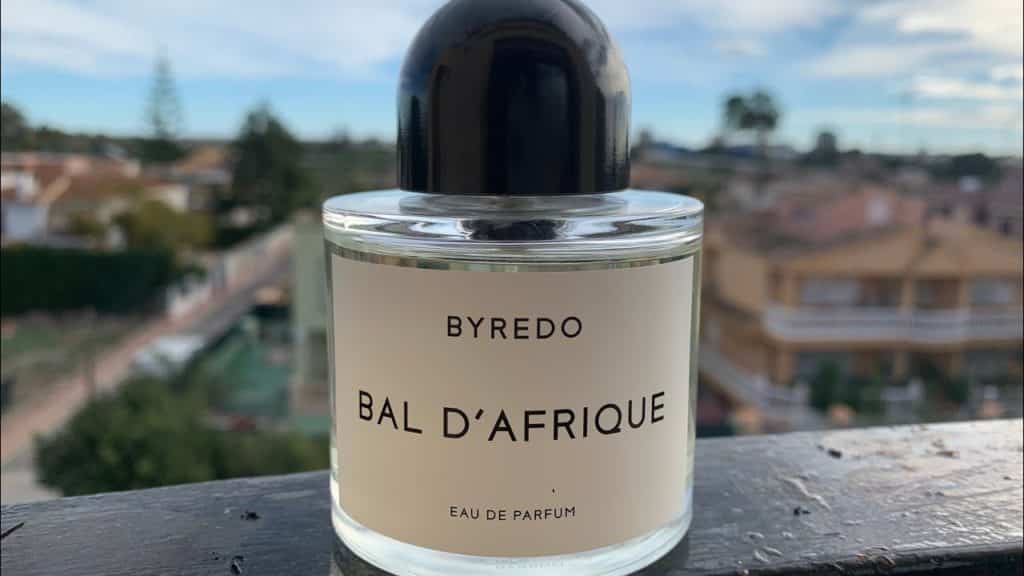 BYREDO
BAL D'AFRIQUE
EAU DE PARFUM